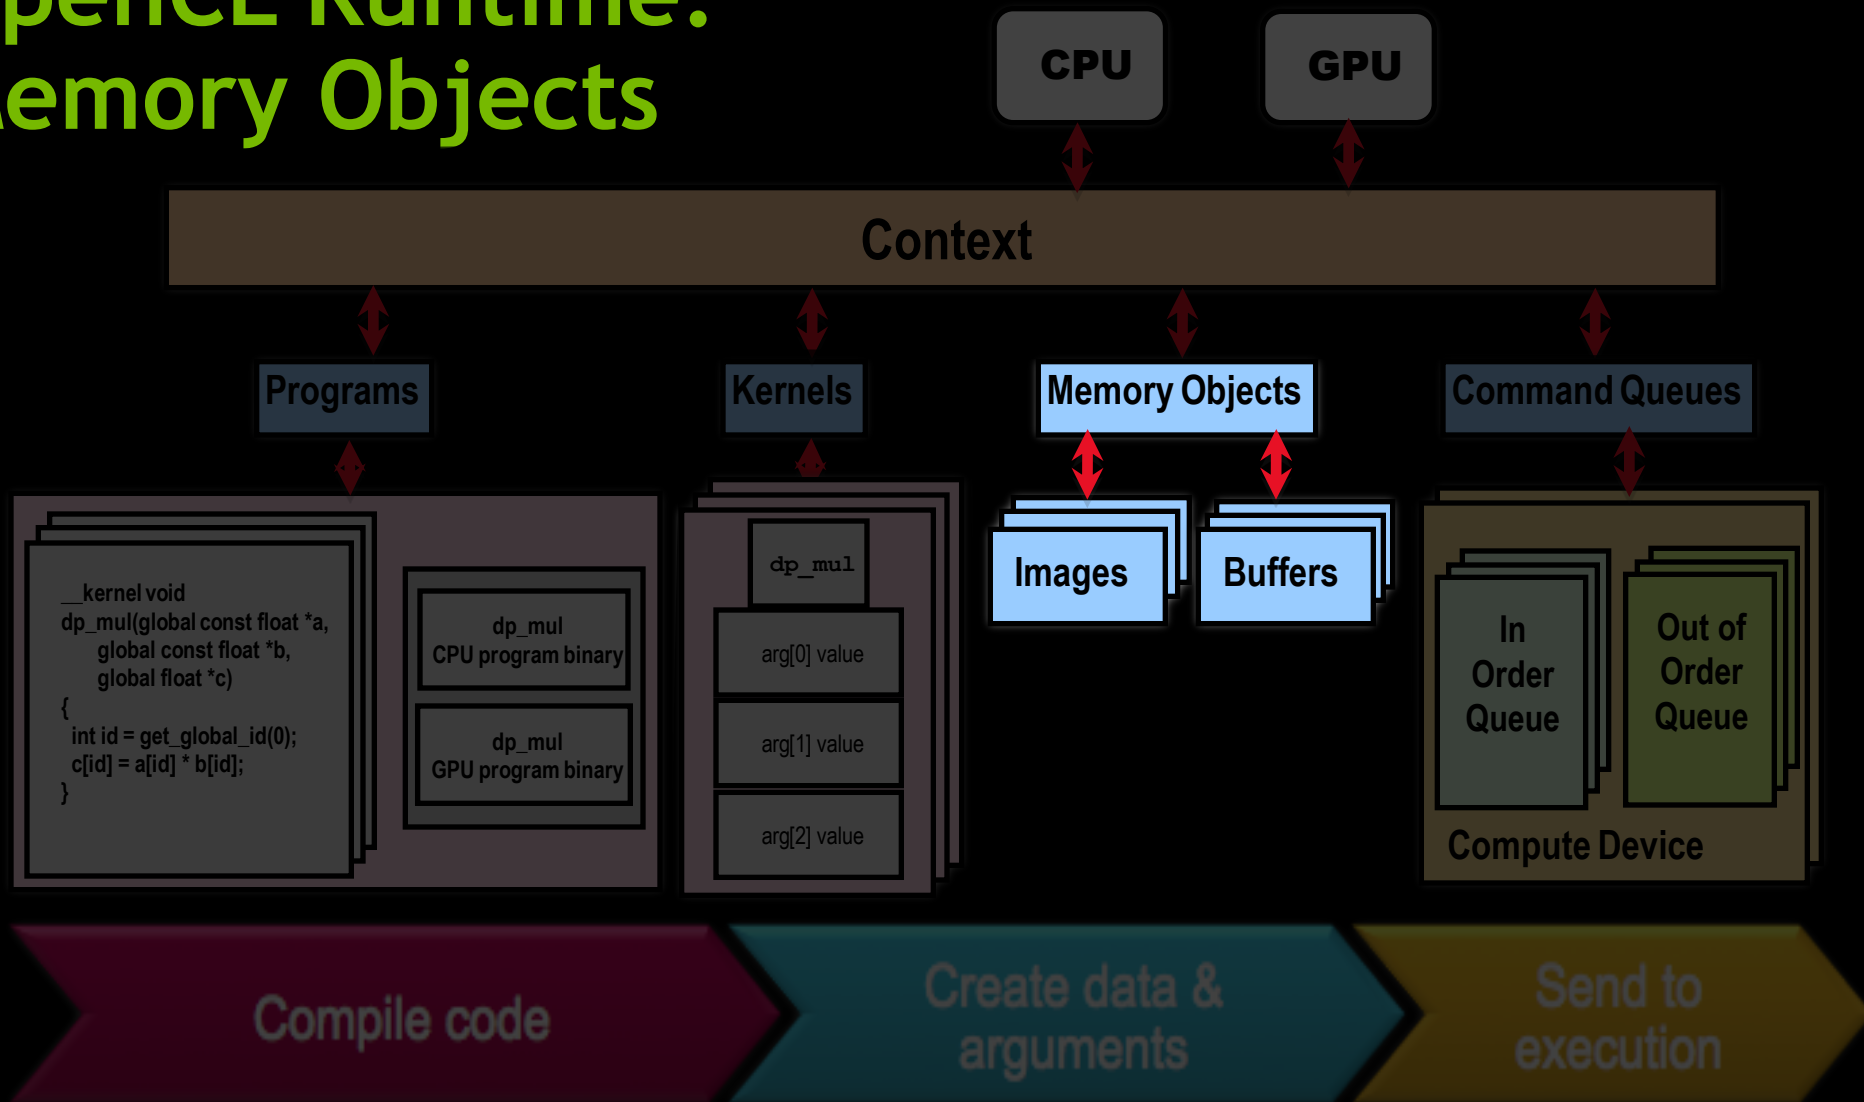 penCL Runtime:
emory Objects
CPU
GPU
Context
Programs
Kernels
Memory Objects
Command Queues
__kernel void
dp_mul(global const float *a,
global const float *b,
global float *c)
{
int id = get_global_id(0);
c[id] = a[id] * b[id];
}
dp_mul
CPU program binary
dp_mul
GPU program binary
dp_mul
arg[0] value
arg[1] value
arg[2] value
Images
Buffers
In
Order
Queue
Out of
Order
Queue
Compute Device
Compile code
Create data &
arguments
Send to
execution